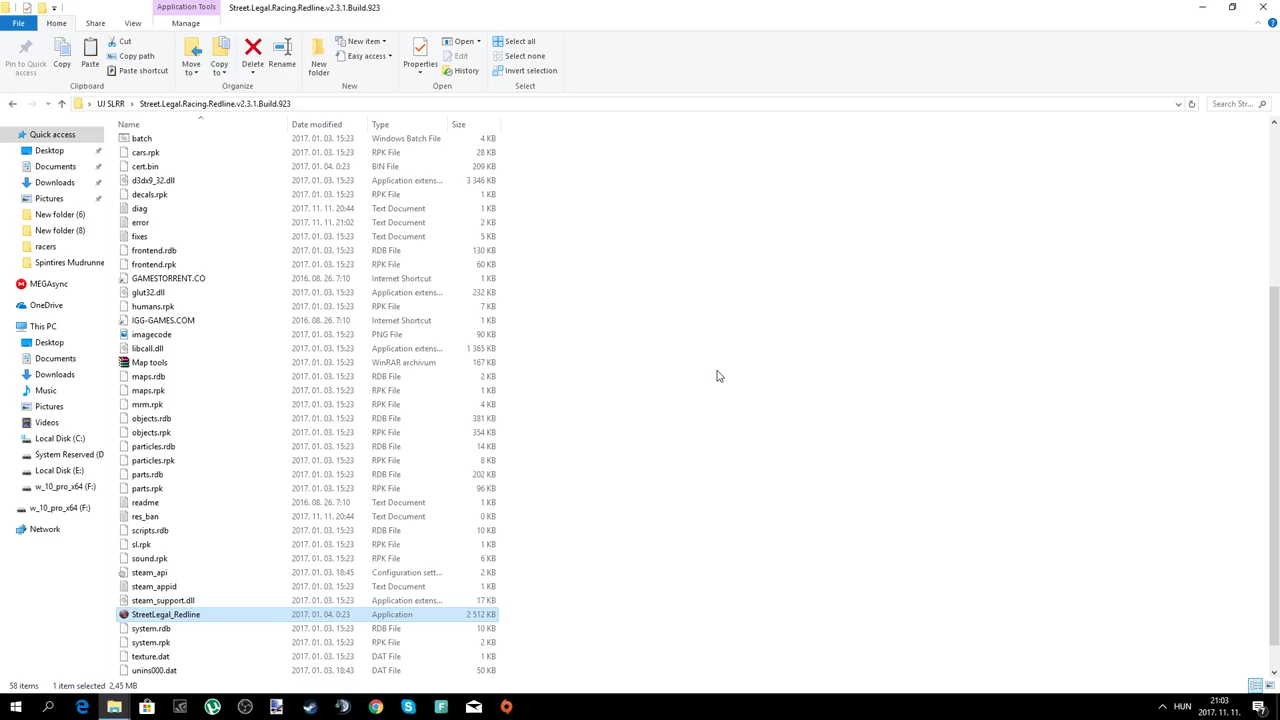 Application Tools Street.Legal.Racing.Redline.v2.3.1.Build.923
File Home Share View Manage
Pin to Quick access
Copy
Paste
Cut
Copy path
Paste shortcut
Clipboard
Move to
Copy to
Delete
Rename
Organize
New folder
New item
Easy access
New
Properties
Open
Edit
History
Open
Select all
Select none
Invert selection
Select
UJ SLRR Street.Legal.Racing.Redline.v2.3.1.Build.923
Search Str...
Quick access
Desktop
Documents
Downloads
Pictures
New folder (6)
New folder (8)
racers
Spintires Mudrunne
MEGAsync
OneDrive
This PC
Desktop
Documents
Downloads
Music
Pictures
Videos
Local Disk (C:)
System Reserved (D
Local Disk (E:)
w_10_pro_x64 (F:)
w_10_pro_x64 (F:)
Network
Name Date modified Type Size
batch 2017. 01. 03. 15:23 Windows Batch File 4 KB
cars.rpk 2017. 01. 03. 15:23 RPK File 28 KB
cert.bin 2017. 01. 04. 0:23 BIN File 209 KB
d3dx9_32.dll 2017. 01. 03. 15:23 Application extens... 3 346 KB
decals.rpk 2017. 01. 03. 15:23 RPK File 1 KB
diag 2017. 11. 11. 20:44 Text Document 1 KB
error 2017. 11. 11. 21:02 Text Document 2 KB
fixes 2017. 01. 03. 15:23 Text Document 5 KB
frontend.rdb 2017. 01. 03. 15:23 RDB File 130 KB
frontend.rpk 2017. 01. 03. 15:23 RPK File 60 KB
GAMESTORRENT.CO 2016. 08. 26. 7:10 Internet Shortcut 1 KB
glut32.dll 2017. 01. 03. 15:23 Application extens... 232 KB
humans.rpk 2017. 01. 03. 15:23 RPK File 7 KB
IGG-GAMES.COM 2016. 08. 26. 7:10 Internet Shortcut 1 KB
imagecode 2017. 01. 03. 15:23 PNG File 90 KB
libcall.dll 2017. 01. 03. 15:23 Application extens... 1 365 KB
Map tools 2017. 01. 03. 15:23 WinRAR archívum 167 KB
maps.rdb 2017. 01. 03. 15:23 RDB File 2 KB
maps.rpk 2017. 01. 03. 15:23 RPK File 1 KB
mrm.rpk 2017. 01. 03. 15:23 RPK File 4 KB
objects.rdb 2017. 01. 03. 15:23 RDB File 381 KB
objects.rpk 2017. 01. 03. 15:23 RPK File 354 KB
particles.rdb 2017. 01. 03. 15:23 RDB File 14 KB
particles.rpk 2017. 01. 03. 15:23 RPK File 8 KB
parts.rdb 2017. 01. 03. 15:23 RDB File 202 KB
parts.rpk 2017. 01. 03. 15:23 RPK File 96 KB
readme 2016. 08. 26. 7:10 Text Document 1 KB
res_ban 2017. 11. 11. 20:44 Text Document 0 KB
scripts.rdb 2017. 01. 03. 15:23 RDB File 10 KB
sl.rpk 2017. 01. 03. 15:23 RPK File 1 KB
sound.rpk 2017. 01. 03. 15:23 RPK File 6 KB
steam_api 2017. 01. 03. 18:45 Configuration sett... 2 KB
steam_appid 2017. 01. 03. 15:23 Text Document 1 KB
steam_support.dll 2017. 01. 03. 15:23 Application extens... 17 KB
StreetLegal_Redline 2017. 01. 04. 0:23 Application 2 512 KB
system.rdb 2017. 01. 03. 15:23 RDB File 10 KB
system.rpk 2017. 01. 03. 15:23 RPK File 2 KB
texture.dat 2017. 01. 03. 15:23 DAT File 1 KB
unins000.dat 2017. 01. 03. 18:43 DAT File 50 KB
58 items 1 item selected 2,45 MB
HUN
21:03
2017. 11. 11.